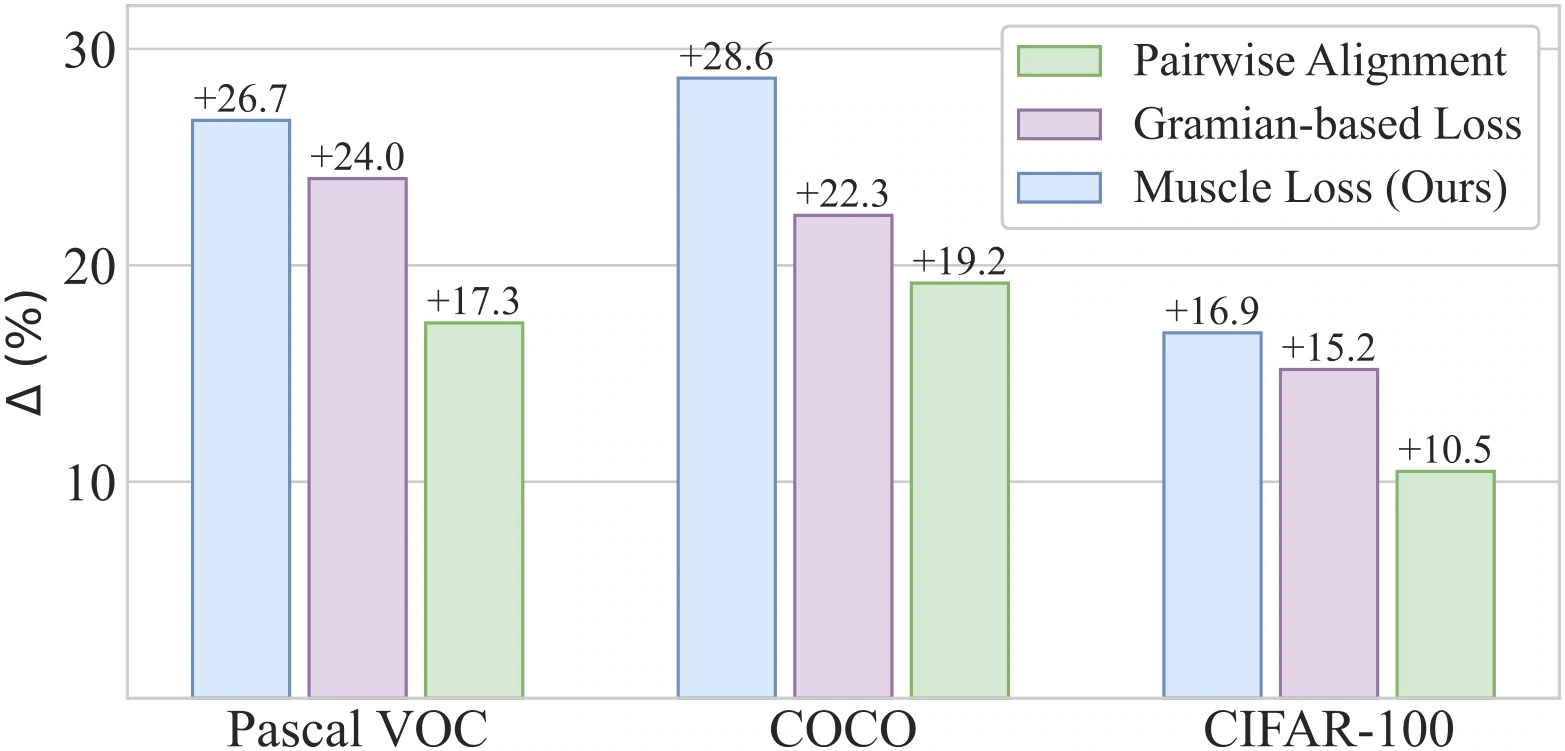 Δ (%)
30
20
10
+26.7
+24.0
+17.3
+28.6
+22.3
+19.2
+16.9
+15.2
+10.5
Pairwise Alignment
Gramian-based Loss
Muscle Loss (Ours)
Pascal VOC
COCO
CIFAR-100